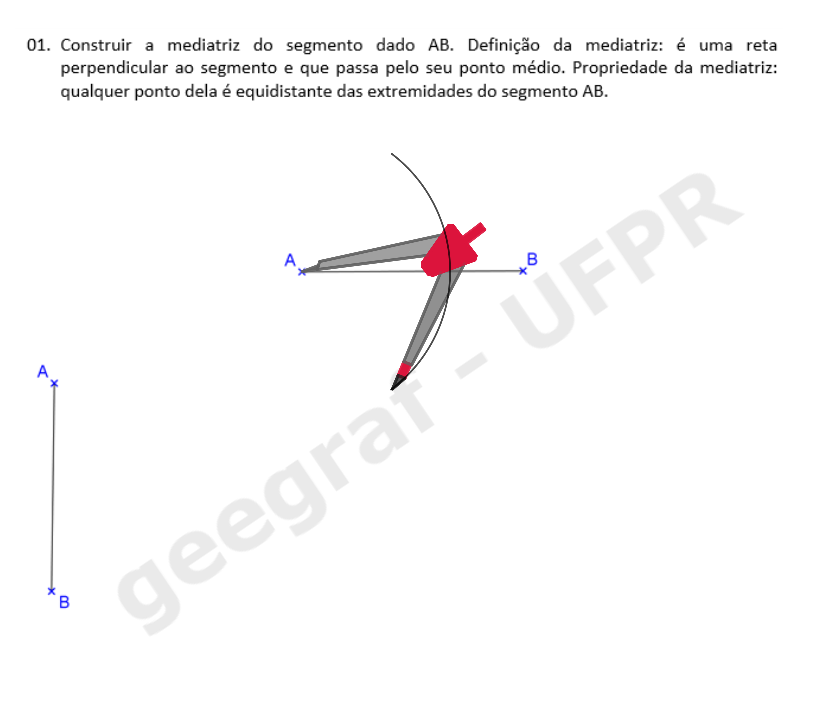 01. Construir a mediatriz do segmento dado AB. Definição da mediatriz: é uma reta
perpendicular ao segmento e que passa pelo seu ponto médio. Propriedade da mediatriz:
qualquer ponto dela é equidistante das extremidades do segmento AB.
A
B
A
B
geegraf - UFPR